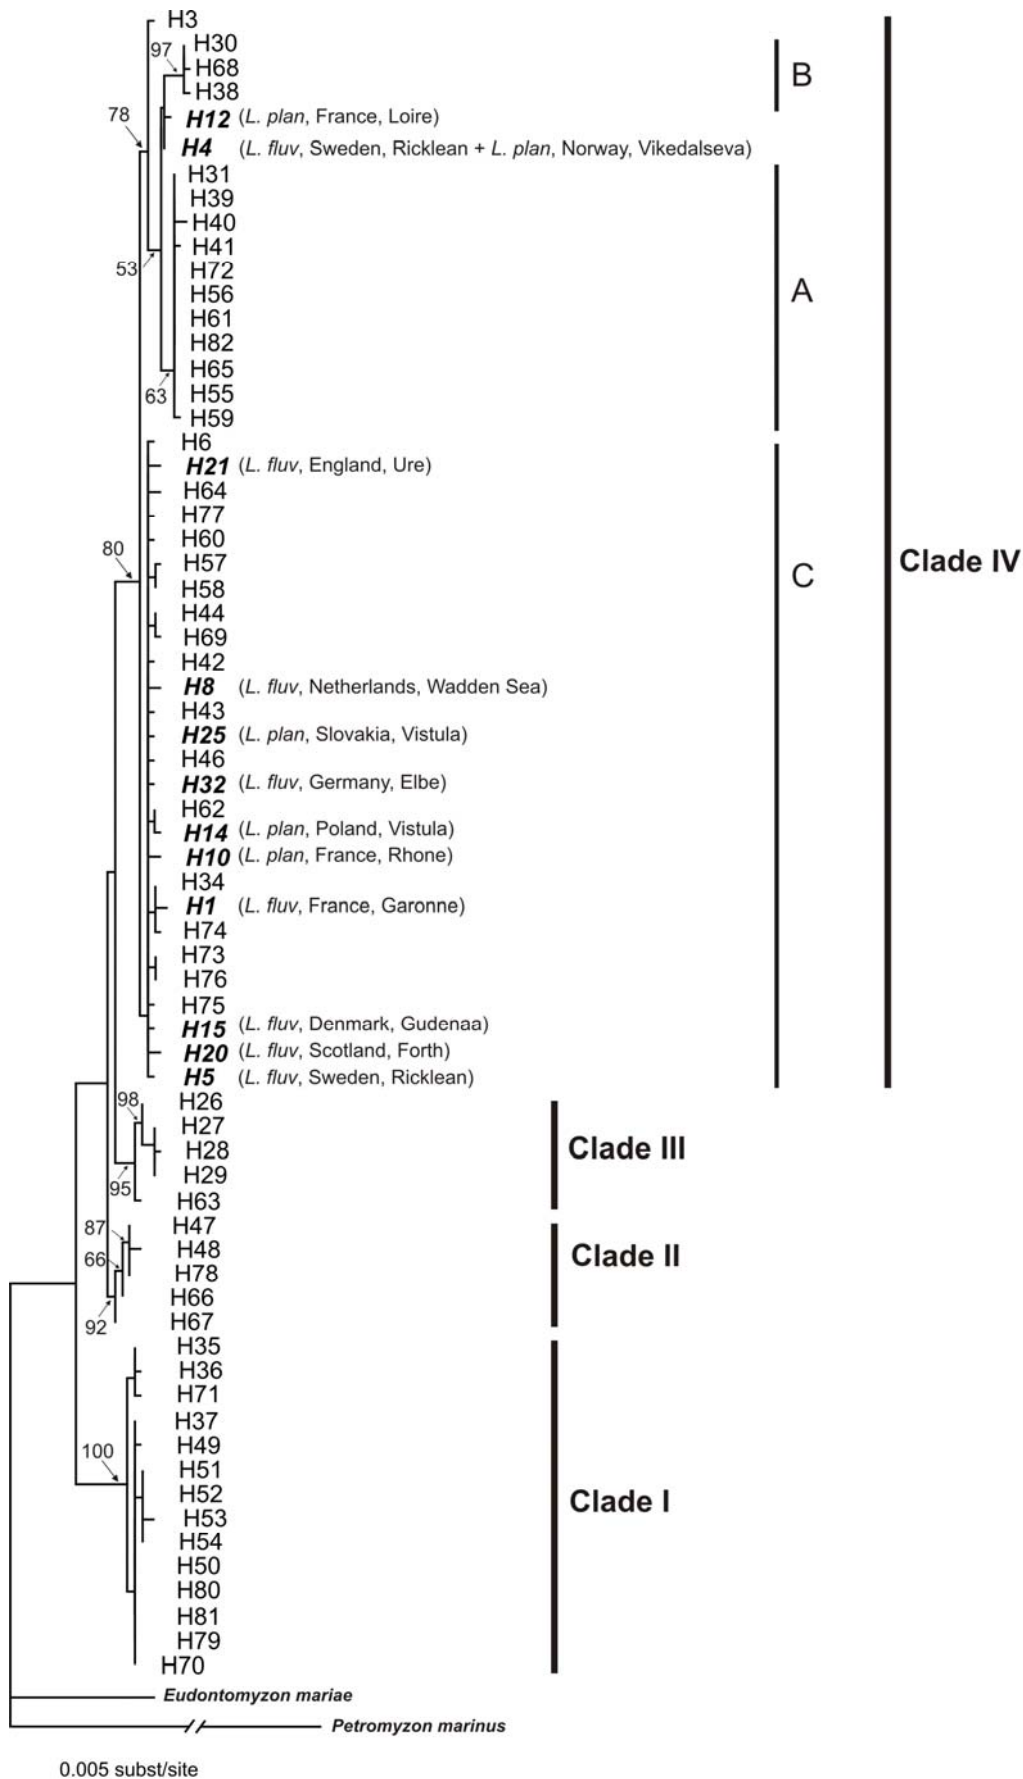 H3
H30
97
H68
B
H38
78
H12 (L. plan, France, Loire)
H4 (L. fluv, Sweden, Ricklean + L. plan, Norway, Vikedalseva)
H31
H39
H40
H41
53
H72
A
H56
H61
H82
H65
63
H55
H59
H6
H21 (L. fluv, England, Ure)
H64
H77
H60
80
Clade IV
H57
C
H58
H44
H69
H42
H8 (L. fluv, Netherlands, Wadden Sea)
H43
H25 (L. plan, Slovakia, Vistula)
H46
H32 (L. fluv, Germany, Elbe)
H62
H14 (L. plan, Poland, Vistula)
H10 (L. plan, France, Rhone)
H34
H1 (L. fluv, France, Garonne)
H74
H73
H76
H75
H15 (L. fluv, Denmark, Gudenaa)
H20 (L. fluv, Scotland, Forth)
H5 (L. fluv, Sweden, Ricklean)
98
H26
H27
H28
Clade III
H29
95
H63
87
H47
H48
66
Clade II
H78
H66
92
H67
H35
H36
H71
H37
H49
100
H51
H52
Clade I
H53
H54
H50
H80
H81
H79
H70
Eudontomyzon mariae
Petromyzon marinus
0.005 subst/site